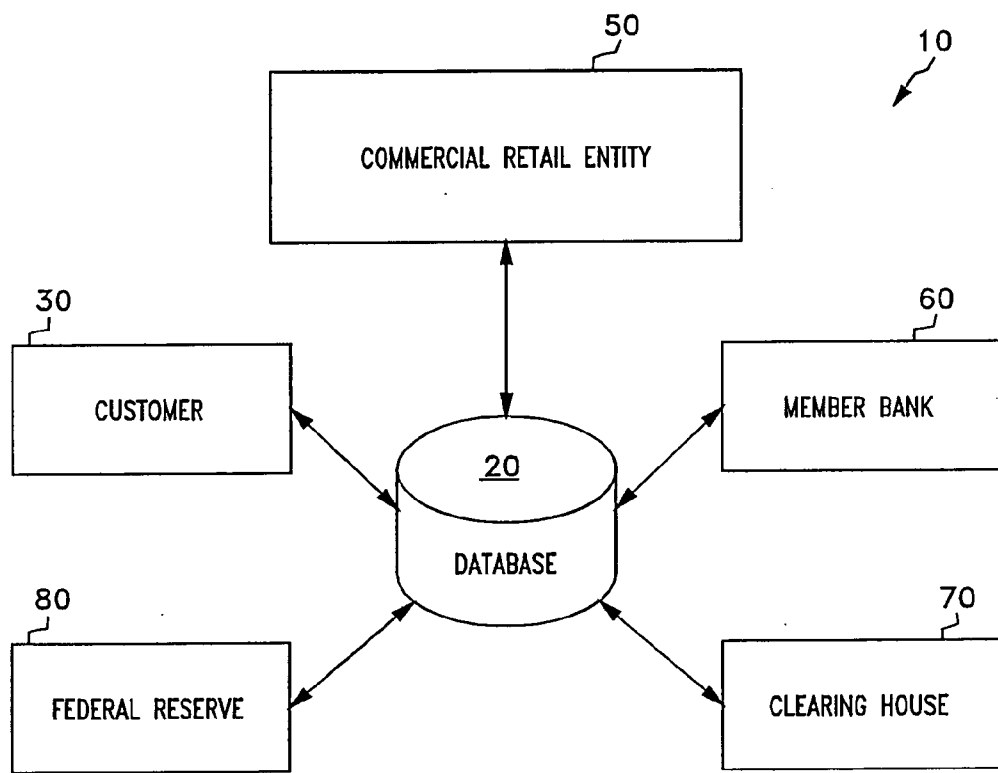 50
10
COMMERCIAL RETAIL ENTITY
30
60
CUSTOMER
MEMBER BANK
20
DATABASE
80
70
FEDERAL RESERVE
CLEARING HOUSE